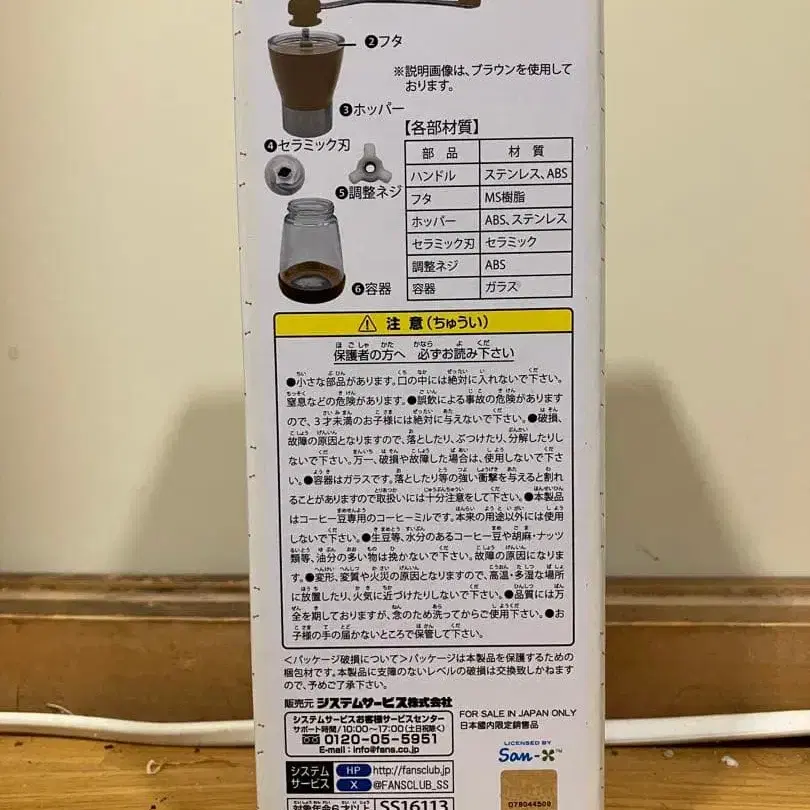 ❷フタ
※説明画像は、ブラウンを使用して
おります。
❸ホッパー
❹セラミック刃
❺調整ネジ
❻容器
【各部材質】
部 品 材 質
ハンドル ステンレス、ABS
フタ MS樹脂
ホッパー ABS、ステンレス
セラミック刃 セラミック
調整ネジ ABS
容器 ガラス
⚠ 注 意(ちゅうい)
保護者の方へ 必ずお読み下さい
●小さな部品があります。口の中には絶対に入れないで下さい。
窒息などの危険があります。●誤飲による事故の危険があります
ので、3才未満のお子様には絶対に与えないで下さい。●破損、
故障の原因となりますので、落としたり、ぶつけたり、分解したりし
ないで下さい。万一、破損や故障した場合は、使用しないで下さ
い。●容器はガラスです。落としたり等の強い衝撃を与えると割れ
ることがありますので取扱いには十分注意をして下さい。●本製品
はコーヒー豆専用のコーヒーミルです。本来の用途以外には使用
しないで下さい。●生豆等、水分のあるコーヒー豆や胡麻・ナッツ
類等、油分の多い物は挽かないで下さい。故障の原因になりま
す。●変形、変質や火災の原因となりますので、高温・多湿な場所
に放置したり、火気に近づけたりしないで下さい。●品質には万
全を期しておりますが、念のため洗ってからご使用下さい。●お
子様の手の届かないところで保管して下さい。
<パッケージ破損について>パッケージは本製品を保護するための
梱包材です。本製品に支障のないレベルの破損は交換致しかねます
ので、予めご了承下さい。
販売元 システムサービス株式会社
システムサービスお客様サービスセンター
サポート時間/10:00〜17:00(土日祝除く)
0120-05-5951
E-mail : info@fans.co.jp
FOR SALE IN JAPAN ONLY
日本國内限定銷售品
システム
サービス
HP http://fansclub.jp
X @FANSCLUB_SS
LICENSED BY
San-X™
対象年令6才以上 SS16113
078044509